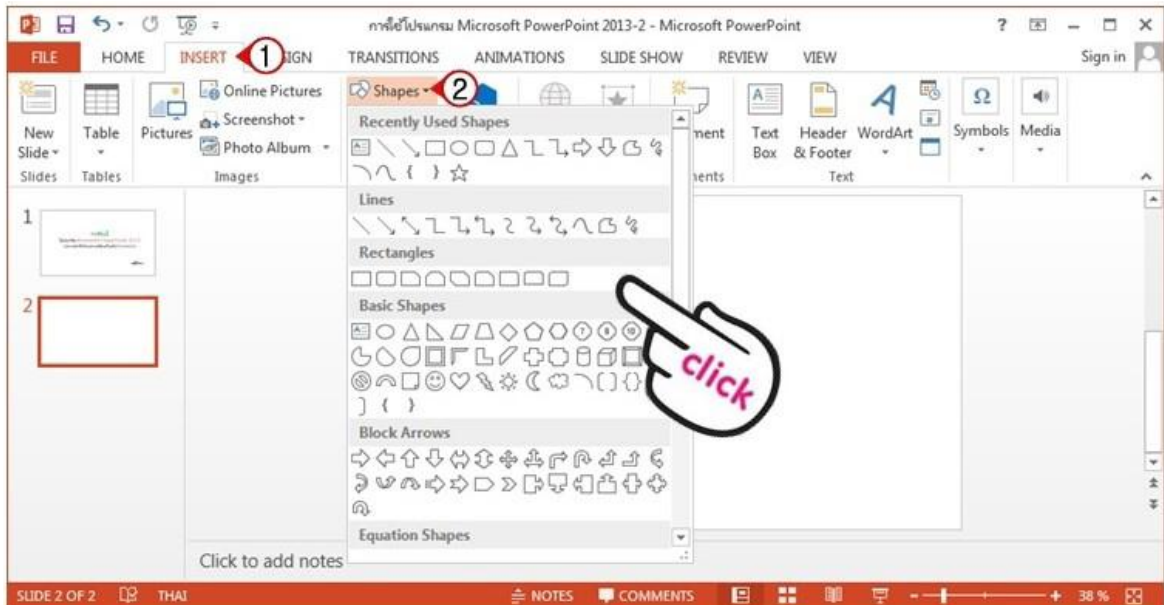 การใช้โปรแกรม Microsoft PowerPoint 2013-2 - Microsoft PowerPoint
FILE HOME INSERT 1 SIGN TRANSITIONS ANIMATIONS SLIDE SHOW REVIEW VIEW Sign in
New Slide
Table
Pictures
Online Pictures
Screenshot
Photo Album
Shapes 2
ment
Text Box
Header & Footer
WordArt
Symbols
Media
Slides Tables Images ments Text
Recently Used Shapes
Lines
Rectangles
Basic Shapes
Block Arrows
Equation Shapes
click
1
2
Click to add notes
SLIDE 2 OF 2 THAI NOTES COMMENTS 38 %